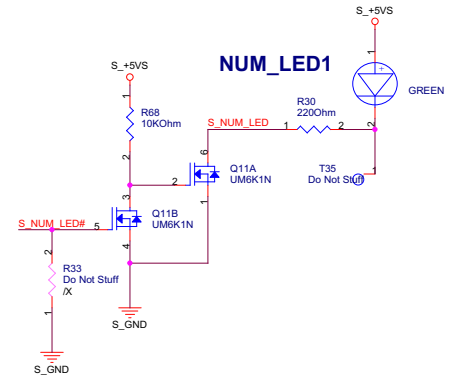 S_+5VS
S_+5VS
NUM_LED1
1
1
+
GREEN
R68
10KOhm
R30
220Ohm
S_NUM_LED
1
2
2
2
6
T35
Do Not Stuff
1
Q11A
UM6K1N
2
3
1
Q11B
UM6K1N
S_NUM_LED#
5
4
2
R33
Do Not Stuff
/X
1
S_GND
S_GND